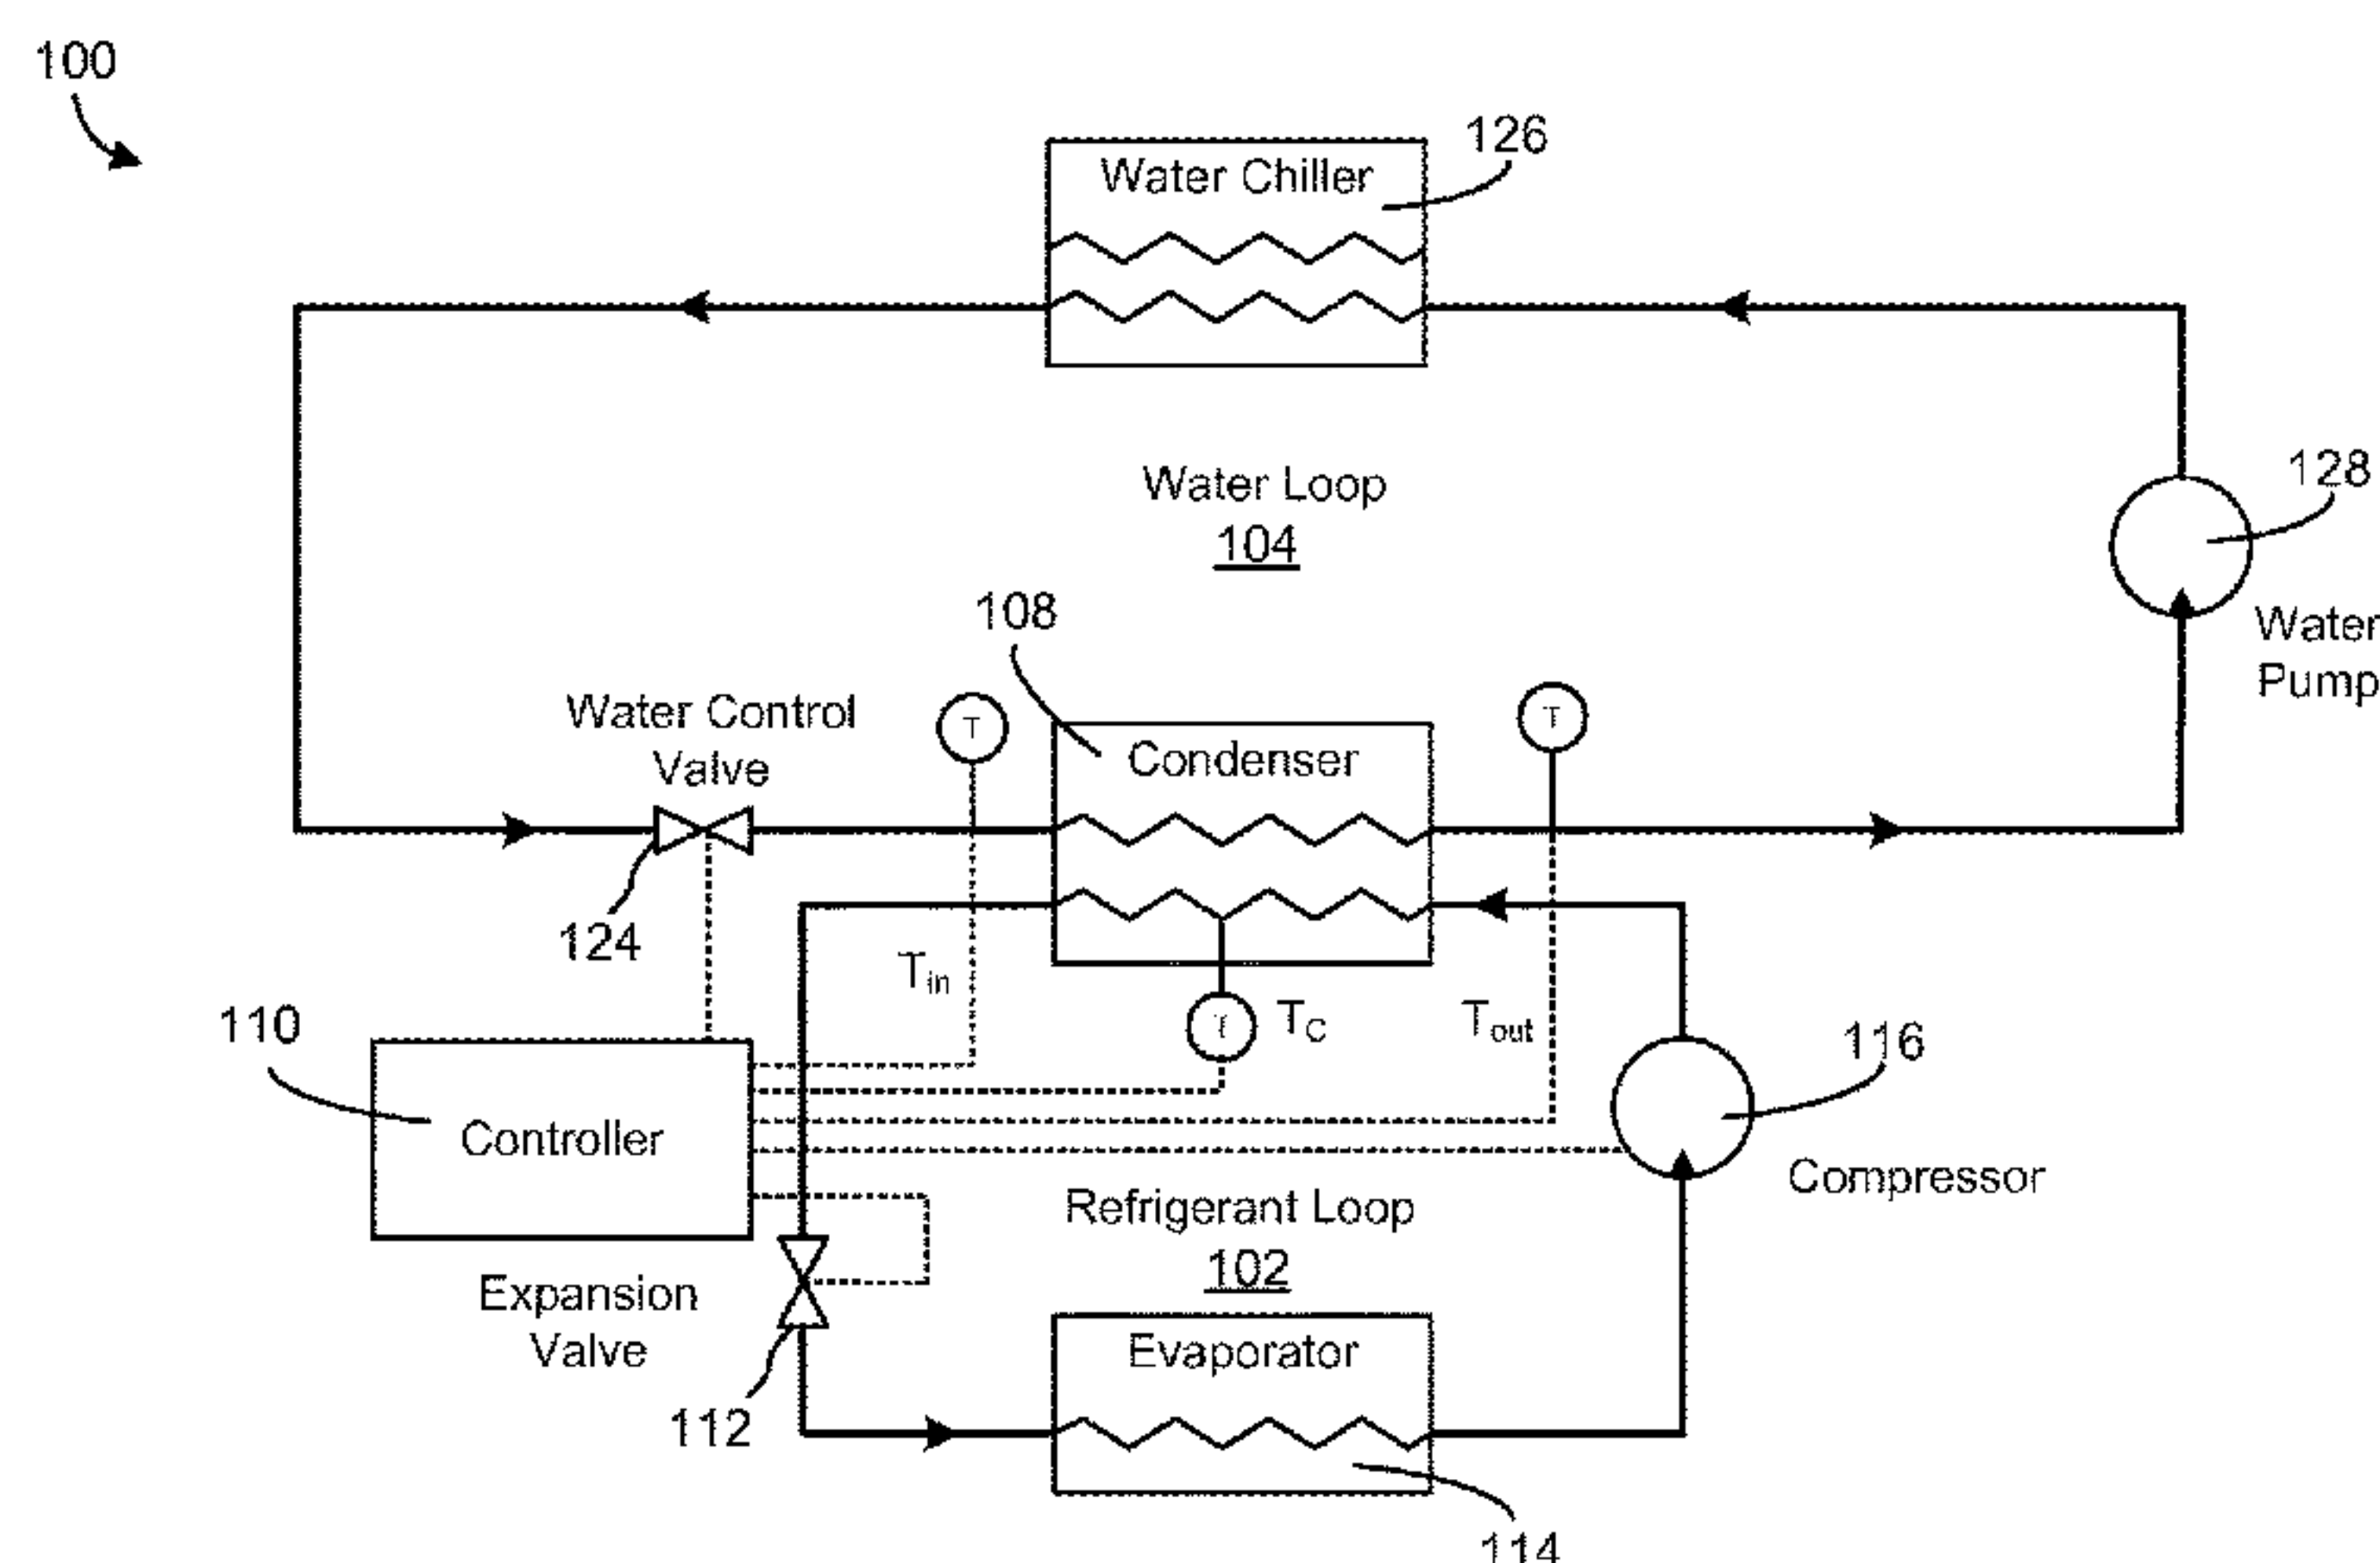 100
126
Water Chiller
Water Loop
104
128
Water
Pump
108
Water Control
Valve
T
T
Condenser
124
Tin
T
TC
Tout
110
116
Controller
Compressor
Refrigerant Loop
102
Expansion
Valve
Evaporator
112
114